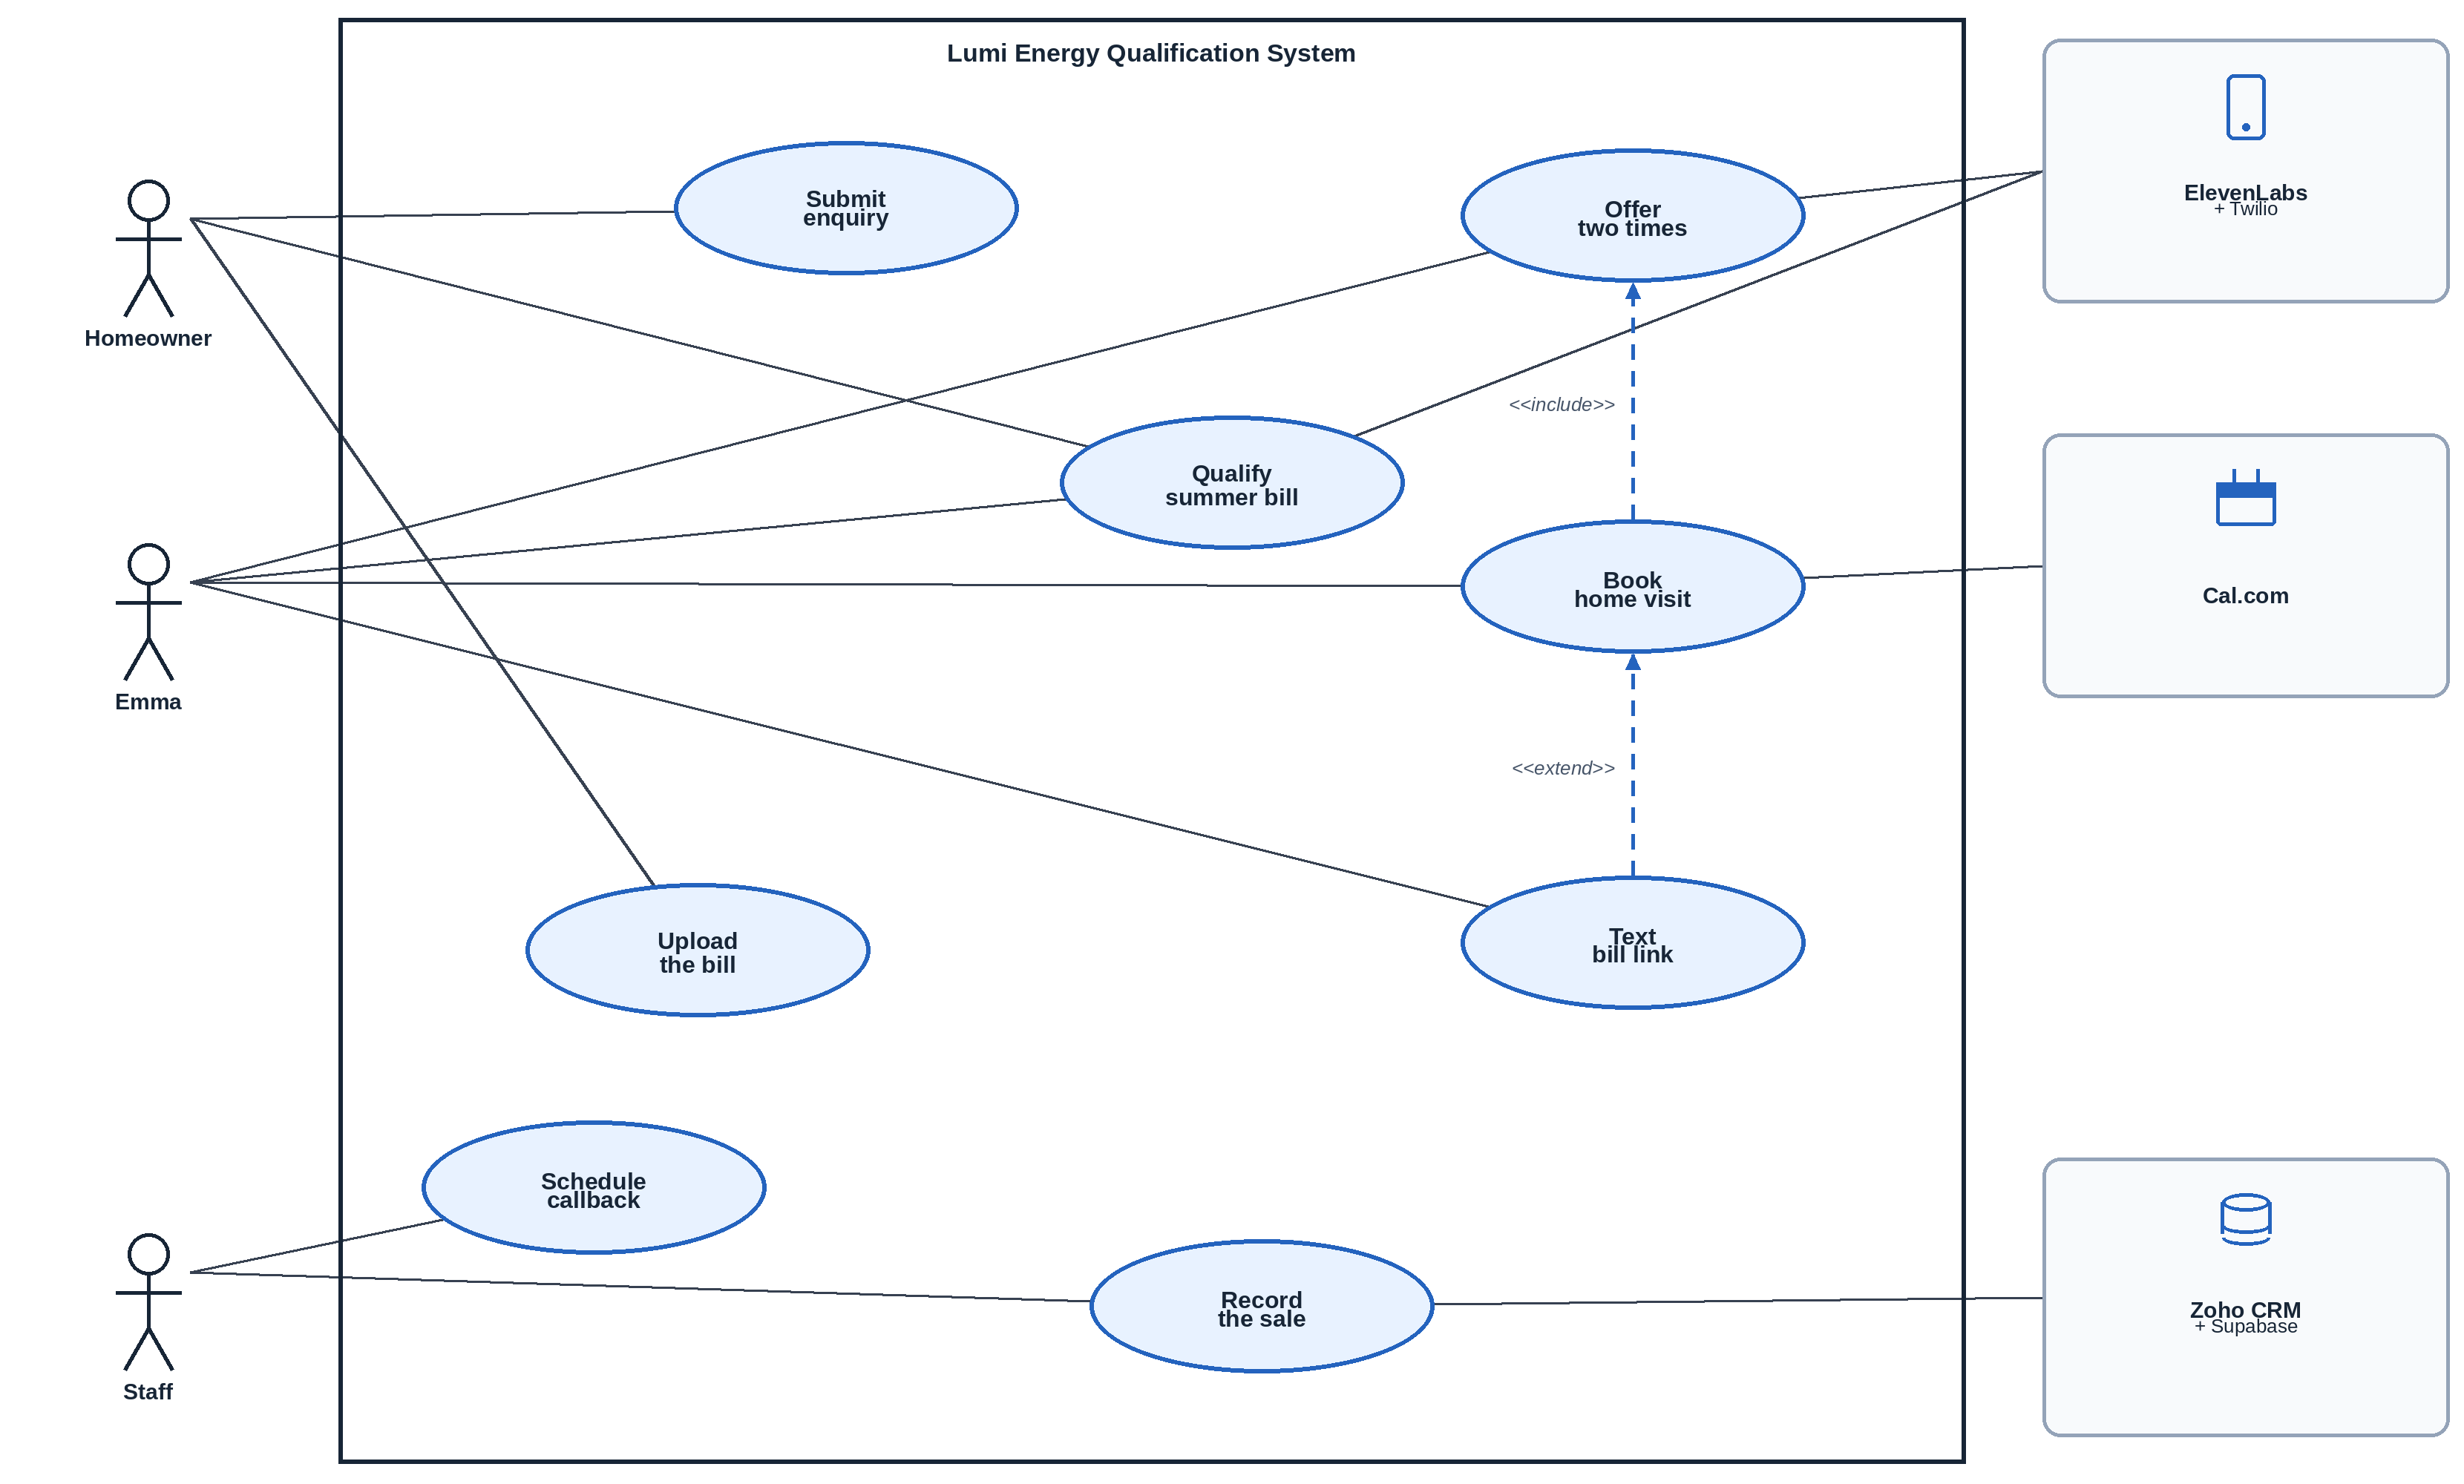 Lumi Energy Qualification System
Submit
enquiry
Offer
two times
ElevenLabs
+ Twilio
Homeowner
<<include>>
Qualify
summer bill
Book
home visit
Cal.com
Emma
<<extend>>
Upload
the bill
Text
bill link
Schedule
callback
Record
the sale
Zoho CRM
+ Supabase
Staff